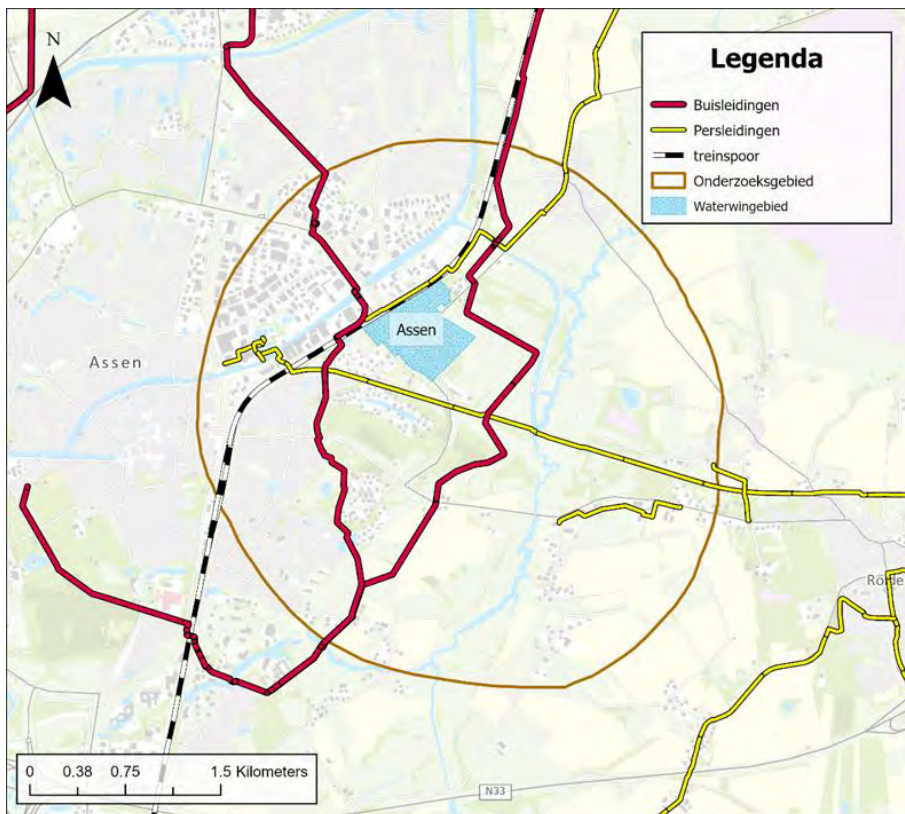 N
Legenda
Buisleidingen
Persleidingen
treinspoor
Onderzoeksgebied
Waterwingebied
Assen
Assen
0 0.38 0.75 1.5 Kilometers
N33